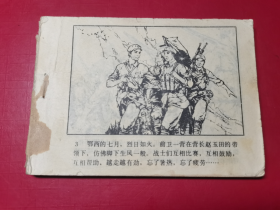 3 鄂西的七月，烈日如火，前卫一营在营长赵玉田的带
领下，仿佛脚下生风一般，战士们互相比赛，互相鼓励，
互相帮助，越走越有劲，忘了暑热，忘了疲劳……